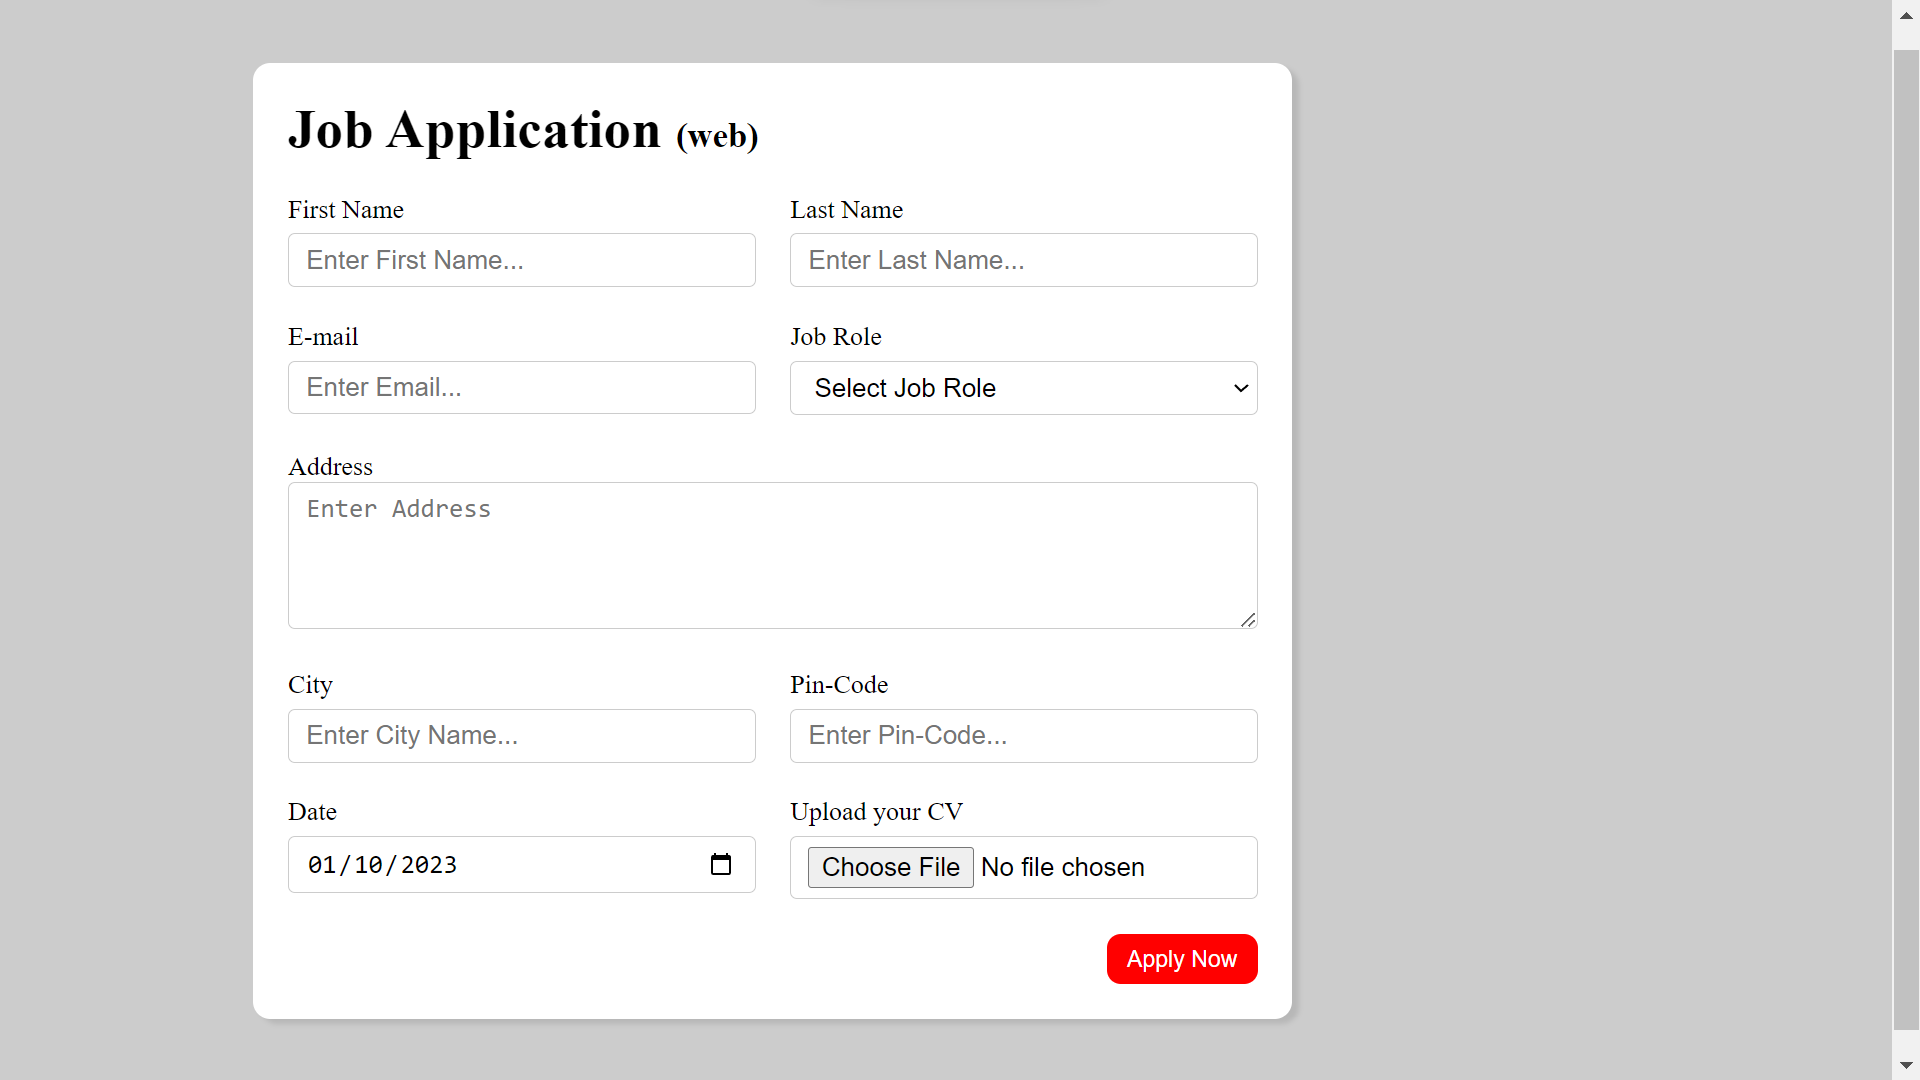 Job Application (web)
First Name
Last Name
Enter First Name...
Enter Last Name...
E-mail
Job Role
Enter Email...
Select Job Role
Address
Enter Address
City
Pin-Code
Enter City Name...
Enter Pin-Code...
Date
Upload your CV
01/10/2023
Choose File No file chosen
Apply Now